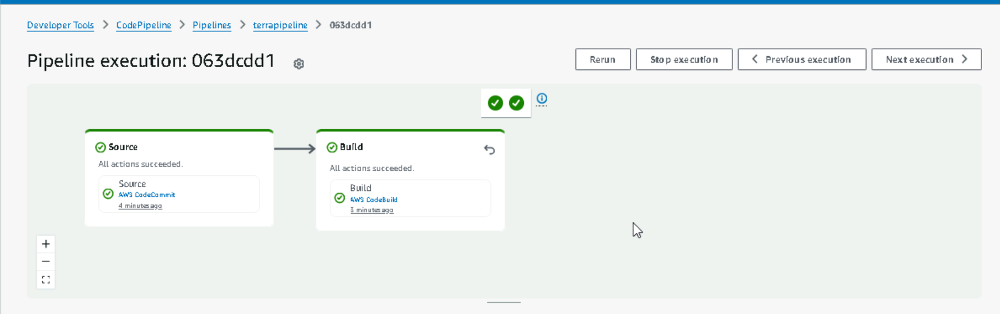 Developer Tools > CodePipeline > Pipelines > terrapipeline > 063dcdd1
Pipeline execution: 063dcdd1
Rerun
Stop execution
Previous execution
Next execution
Source
All actions succeeded.
Source
AWS CodeCommit
4 minutes ago
Build
All actions succeeded.
Build
AWS CodeBuild
3 minutes ago